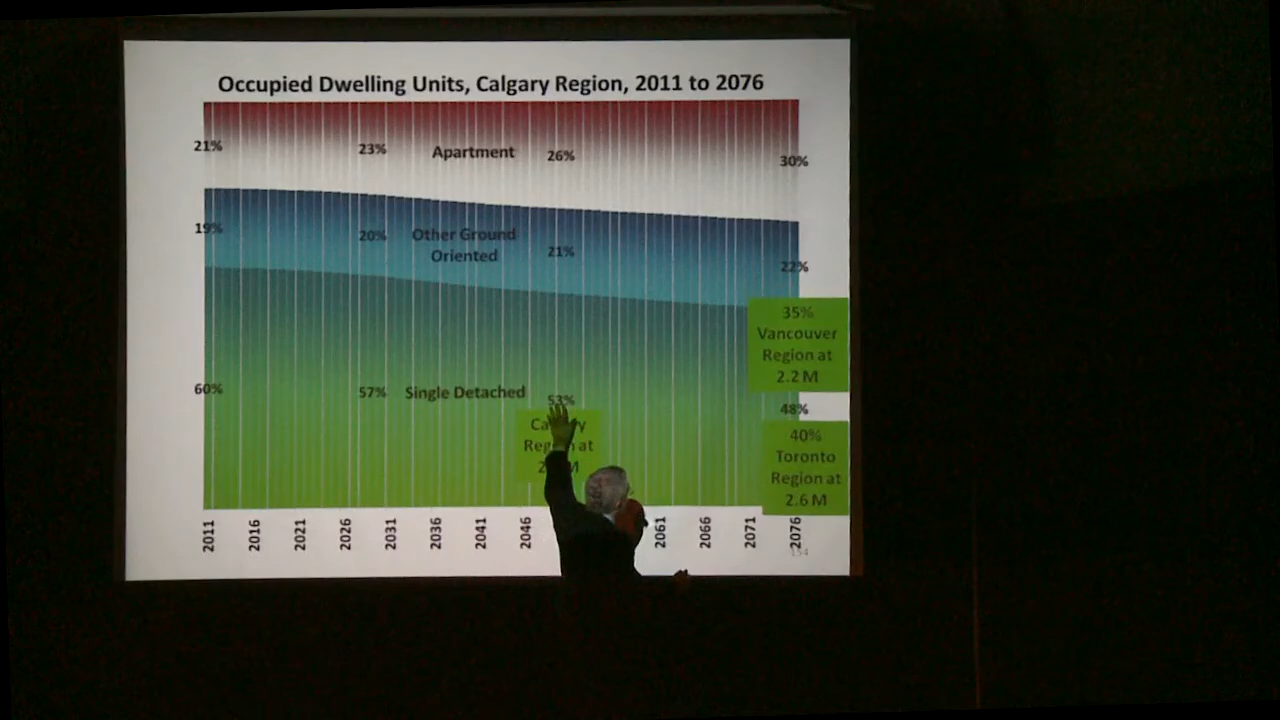 Occupied Dwelling Units, Calgary Region, 2011 to 2076
21% 23% Apartment 26% 30%
19% 20% Other Ground 21% 22%
Oriented
35%
Vancouver
Region at
2.2 M
60% 57% Single Detached 53% 48%
40%
Toronto
Region at
2.6 M
at
2011 2016 2021 2026 2031 2036 2041 2046 2061 2066 2071 2076
154